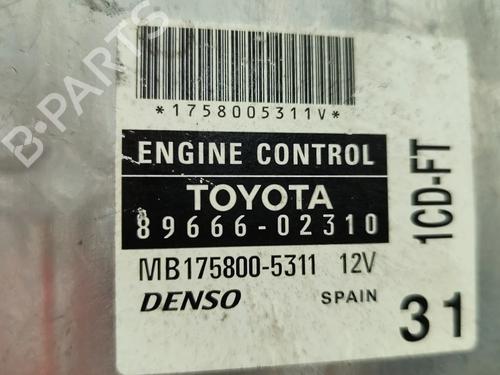 *1758005311V*
ENGINE CONTROL
TOYOTA
89666-02310
MB175800-5311 12V
DENSO SPAIN
1CD-FT
31
B-PARTS